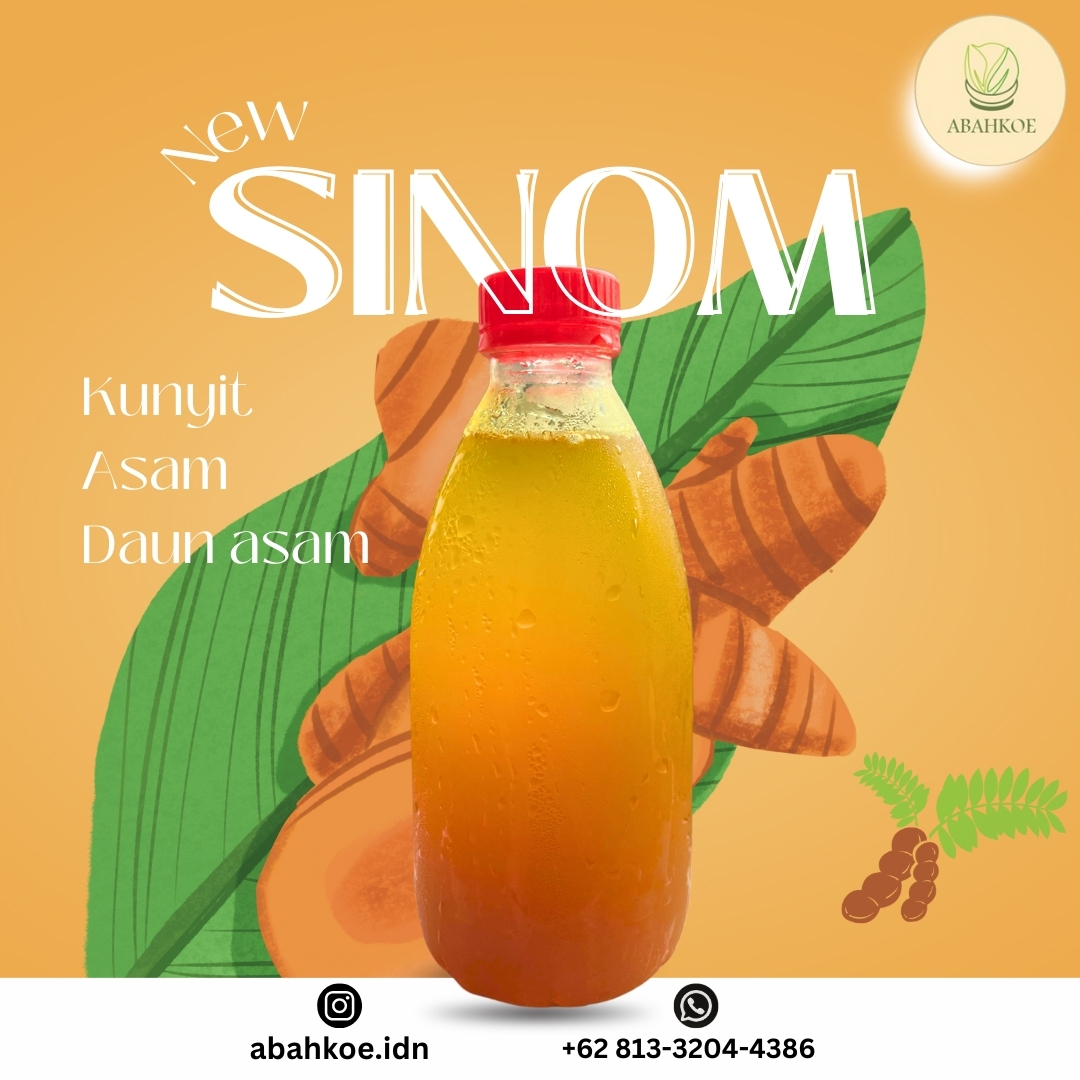 ABAHKOE
New
SINOM
Kunyit
Asam
Daun asam
abahkoe.idn
+62 813-3204-4386